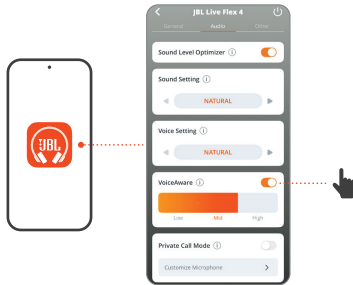 JBL Live Flex 4
General Audio Other
Sound Level Optimizer
Sound Setting
NATURAL
Voice Setting
NATURAL
JBL
VoiceAware
Low Mid High
Private Call Mode
Customize Microphone